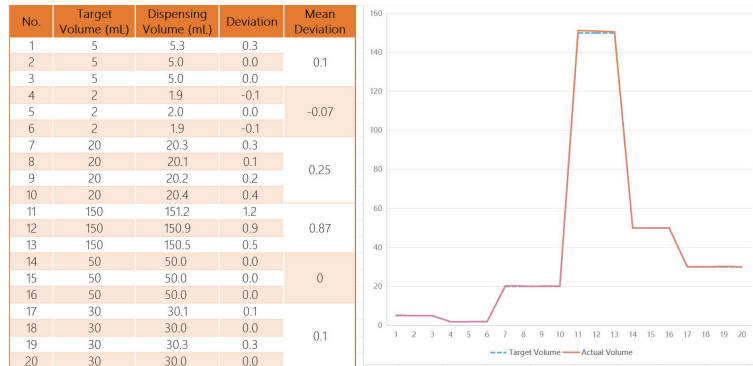 No. Target Volume (mL) Dispensing Volume (mL) Deviation Mean Deviation
1 5 5.3 0.3 0.1
2 5 5.0 0.0
3 5 5.0 0.0
4 2 1.9 -0.1 -0.07
5 2 2.0 0.0
6 2 1.9 -0.1
7 20 20.3 0.3 0.25
8 20 20.1 0.1
9 20 20.2 0.2
10 20 20.4 0.4
11 150 151.2 1.2 0.87
12 150 150.9 0.9
13 150 150.5 0.5
14 50 50.0 0.0 0
15 50 50.0 0.0
16 50 50.0 0.0
17 30 30.1 0.1 0.1
18 30 30.0 0.0
19 30 30.3 0.3
20 30 30.0 0.0
160
140
120
100
80
60
40
20
0
1 2 3 4 5 6 7 8 9 10 11 12 13 14 15 16 17 18 19 20
Target Volume Actual Volume